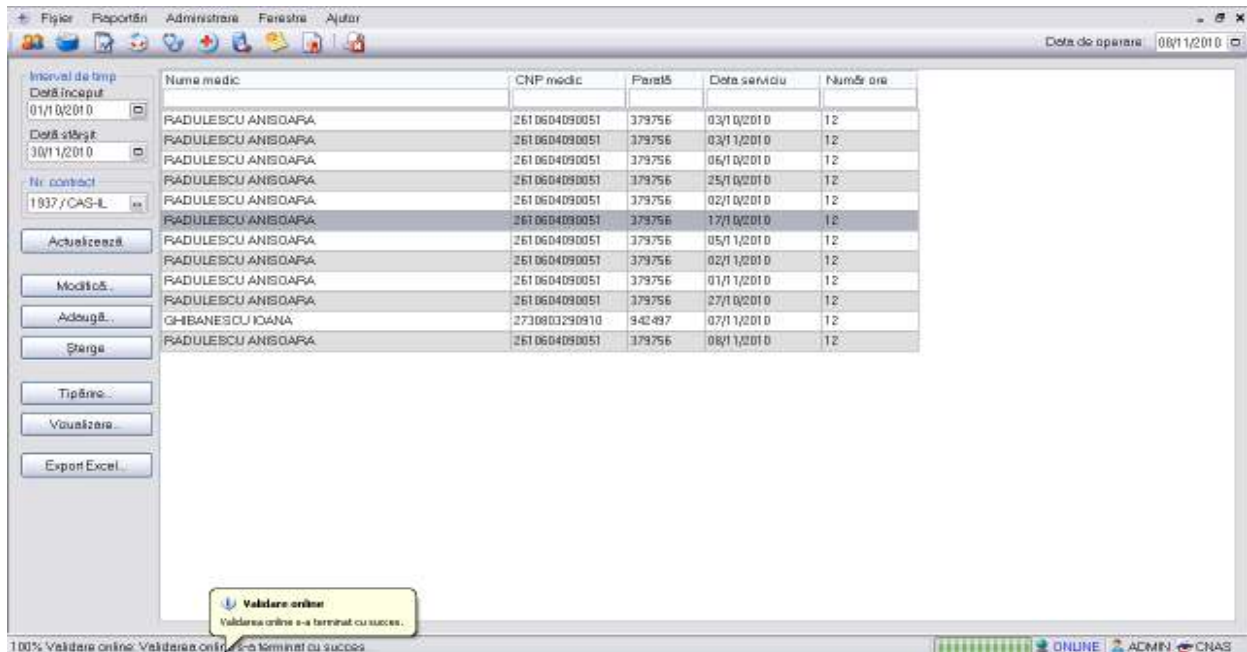 Fișier Raportări Administrare Ferestre Ajutor
Data de operare 08/11/2010
Interval de timp
Dată început
01/10/2010
Dată sfârșit
30/11/2010
Nr. contract
1937 / CAS-IL
Actualizează
Modifică...
Adaugă...
Șterge
Tipărire...
Vizualizare...
Export Excel...
Nume medic CNP medic Parafă Data serviciu Număr ore
RADULESCU ANISOARA 2610604090051 379756 03/10/2010 12
RADULESCU ANISOARA 2610604090051 379756 03/11/2010 12
RADULESCU ANISOARA 2610604090051 379756 06/10/2010 12
RADULESCU ANISOARA 2610604090051 379756 25/10/2010 12
RADULESCU ANISOARA 2610604090051 379756 02/10/2010 12
RADULESCU ANISOARA 2610604090051 379756 17/10/2010 12
RADULESCU ANISOARA 2610604090051 379756 05/11/2010 12
RADULESCU ANISOARA 2610604090051 379756 02/11/2010 12
RADULESCU ANISOARA 2610604090051 379756 01/11/2010 12
RADULESCU ANISOARA 2610604090051 379756 27/10/2010 12
GHIBANESCU IOANA 2730803290910 942497 07/11/2010 12
RADULESCU ANISOARA 2610604090051 379756 08/11/2010 12
Validare online
Validarea online s-a terminat cu succes.
100% Validare online: Validarea online s-a terminat cu succes
ONLINE ADMIN CNAS